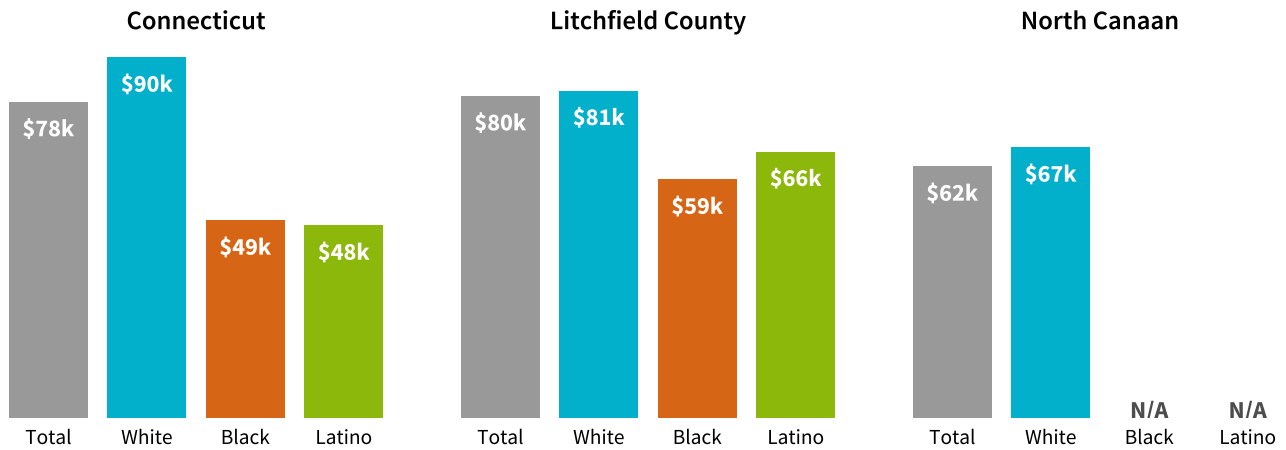 Connecticut
$78k
$90k
$49k
$48k
Total
White
Black
Latino
Litchfield County
$80k
$81k
$59k
$66k
Total
White
Black
Latino
North Canaan
$62k
$67k
N/A
N/A
Total
White
Black
Latino